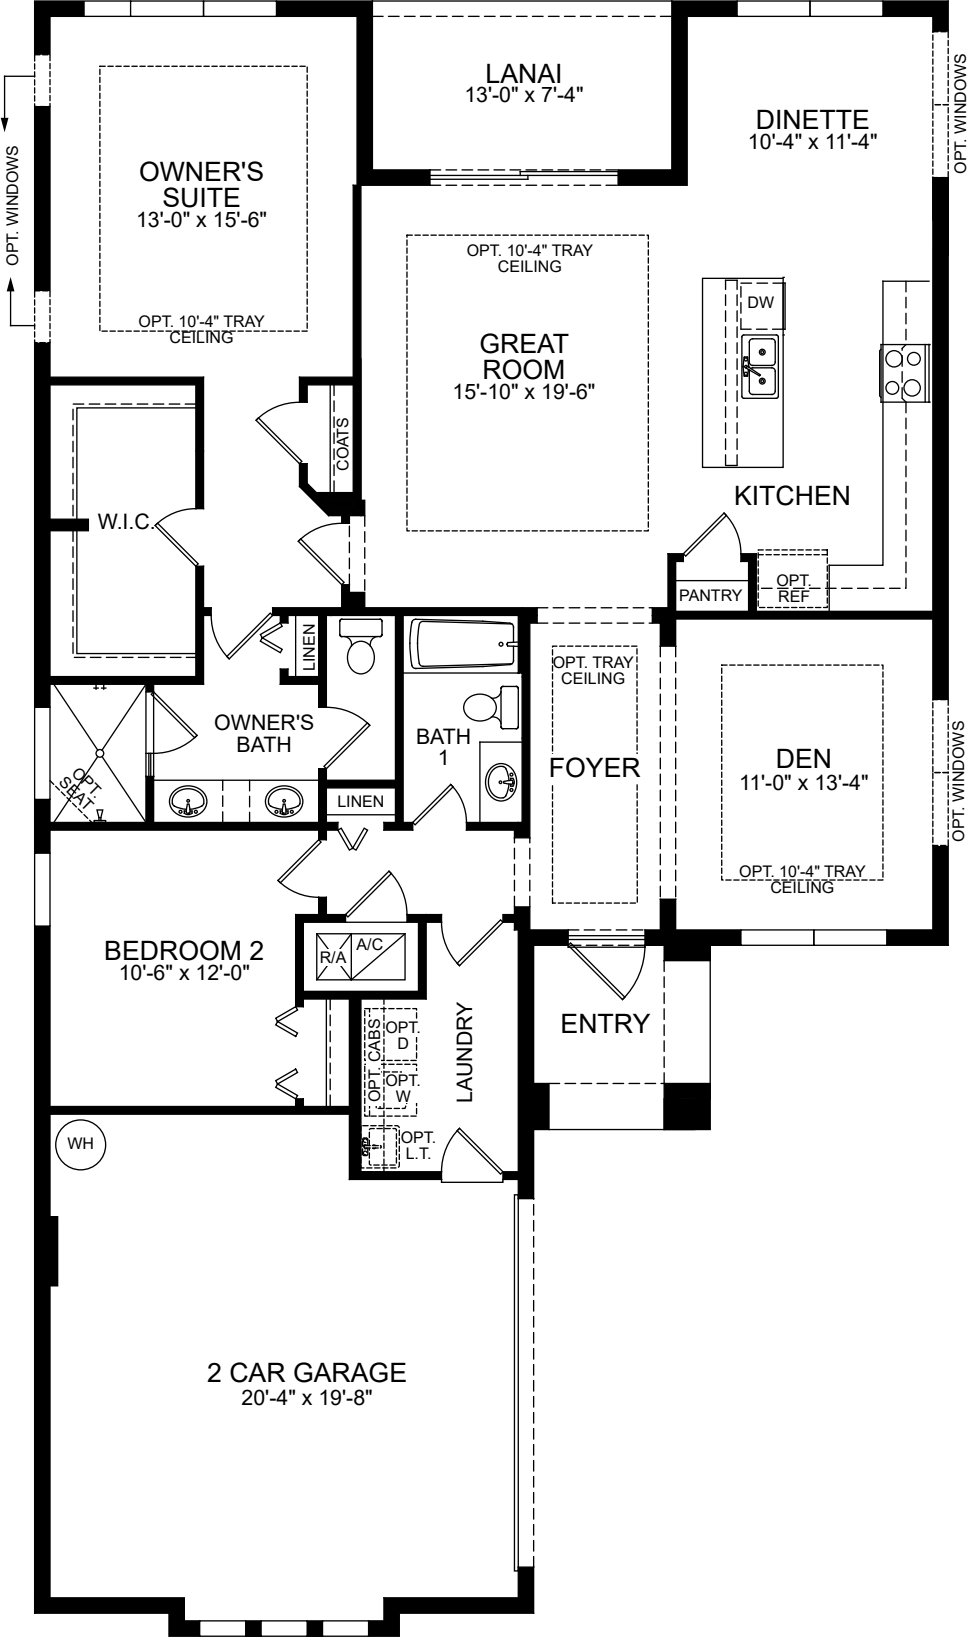 LANAI
13'-0" x 7'-4"
DINETTE
10'-4" x 11'-4"
OPT. WINDOWS
OPT. WINDOWS
OWNER'S
SUITE
13'-0" x 15'-6"
OPT. 10'-4" TRAY
CEILING
OPT. 10'-4" TRAY
CEILING
GREAT
ROOM
15'-10" x 19'-6"
DW
COATS
KITCHEN
W.I.C.
PANTRY
OPT.
REF
LINEN
OPT. TRAY
CEILING
OWNER'S
BATH
BATH
1
FOYER
DEN
11'-0" x 13'-4"
OPT. WINDOWS
OPT.
SEAT
LINEN
OPT. 10'-4" TRAY
CEILING
BEDROOM 2
10'-6" x 12'-0"
R/A
A/C
ENTRY
LAUNDRY
OPT. CABS
OPT.
D
OPT.
W
OPT.
L.T.
WH
2 CAR GARAGE
20'-4" x 19'-8"